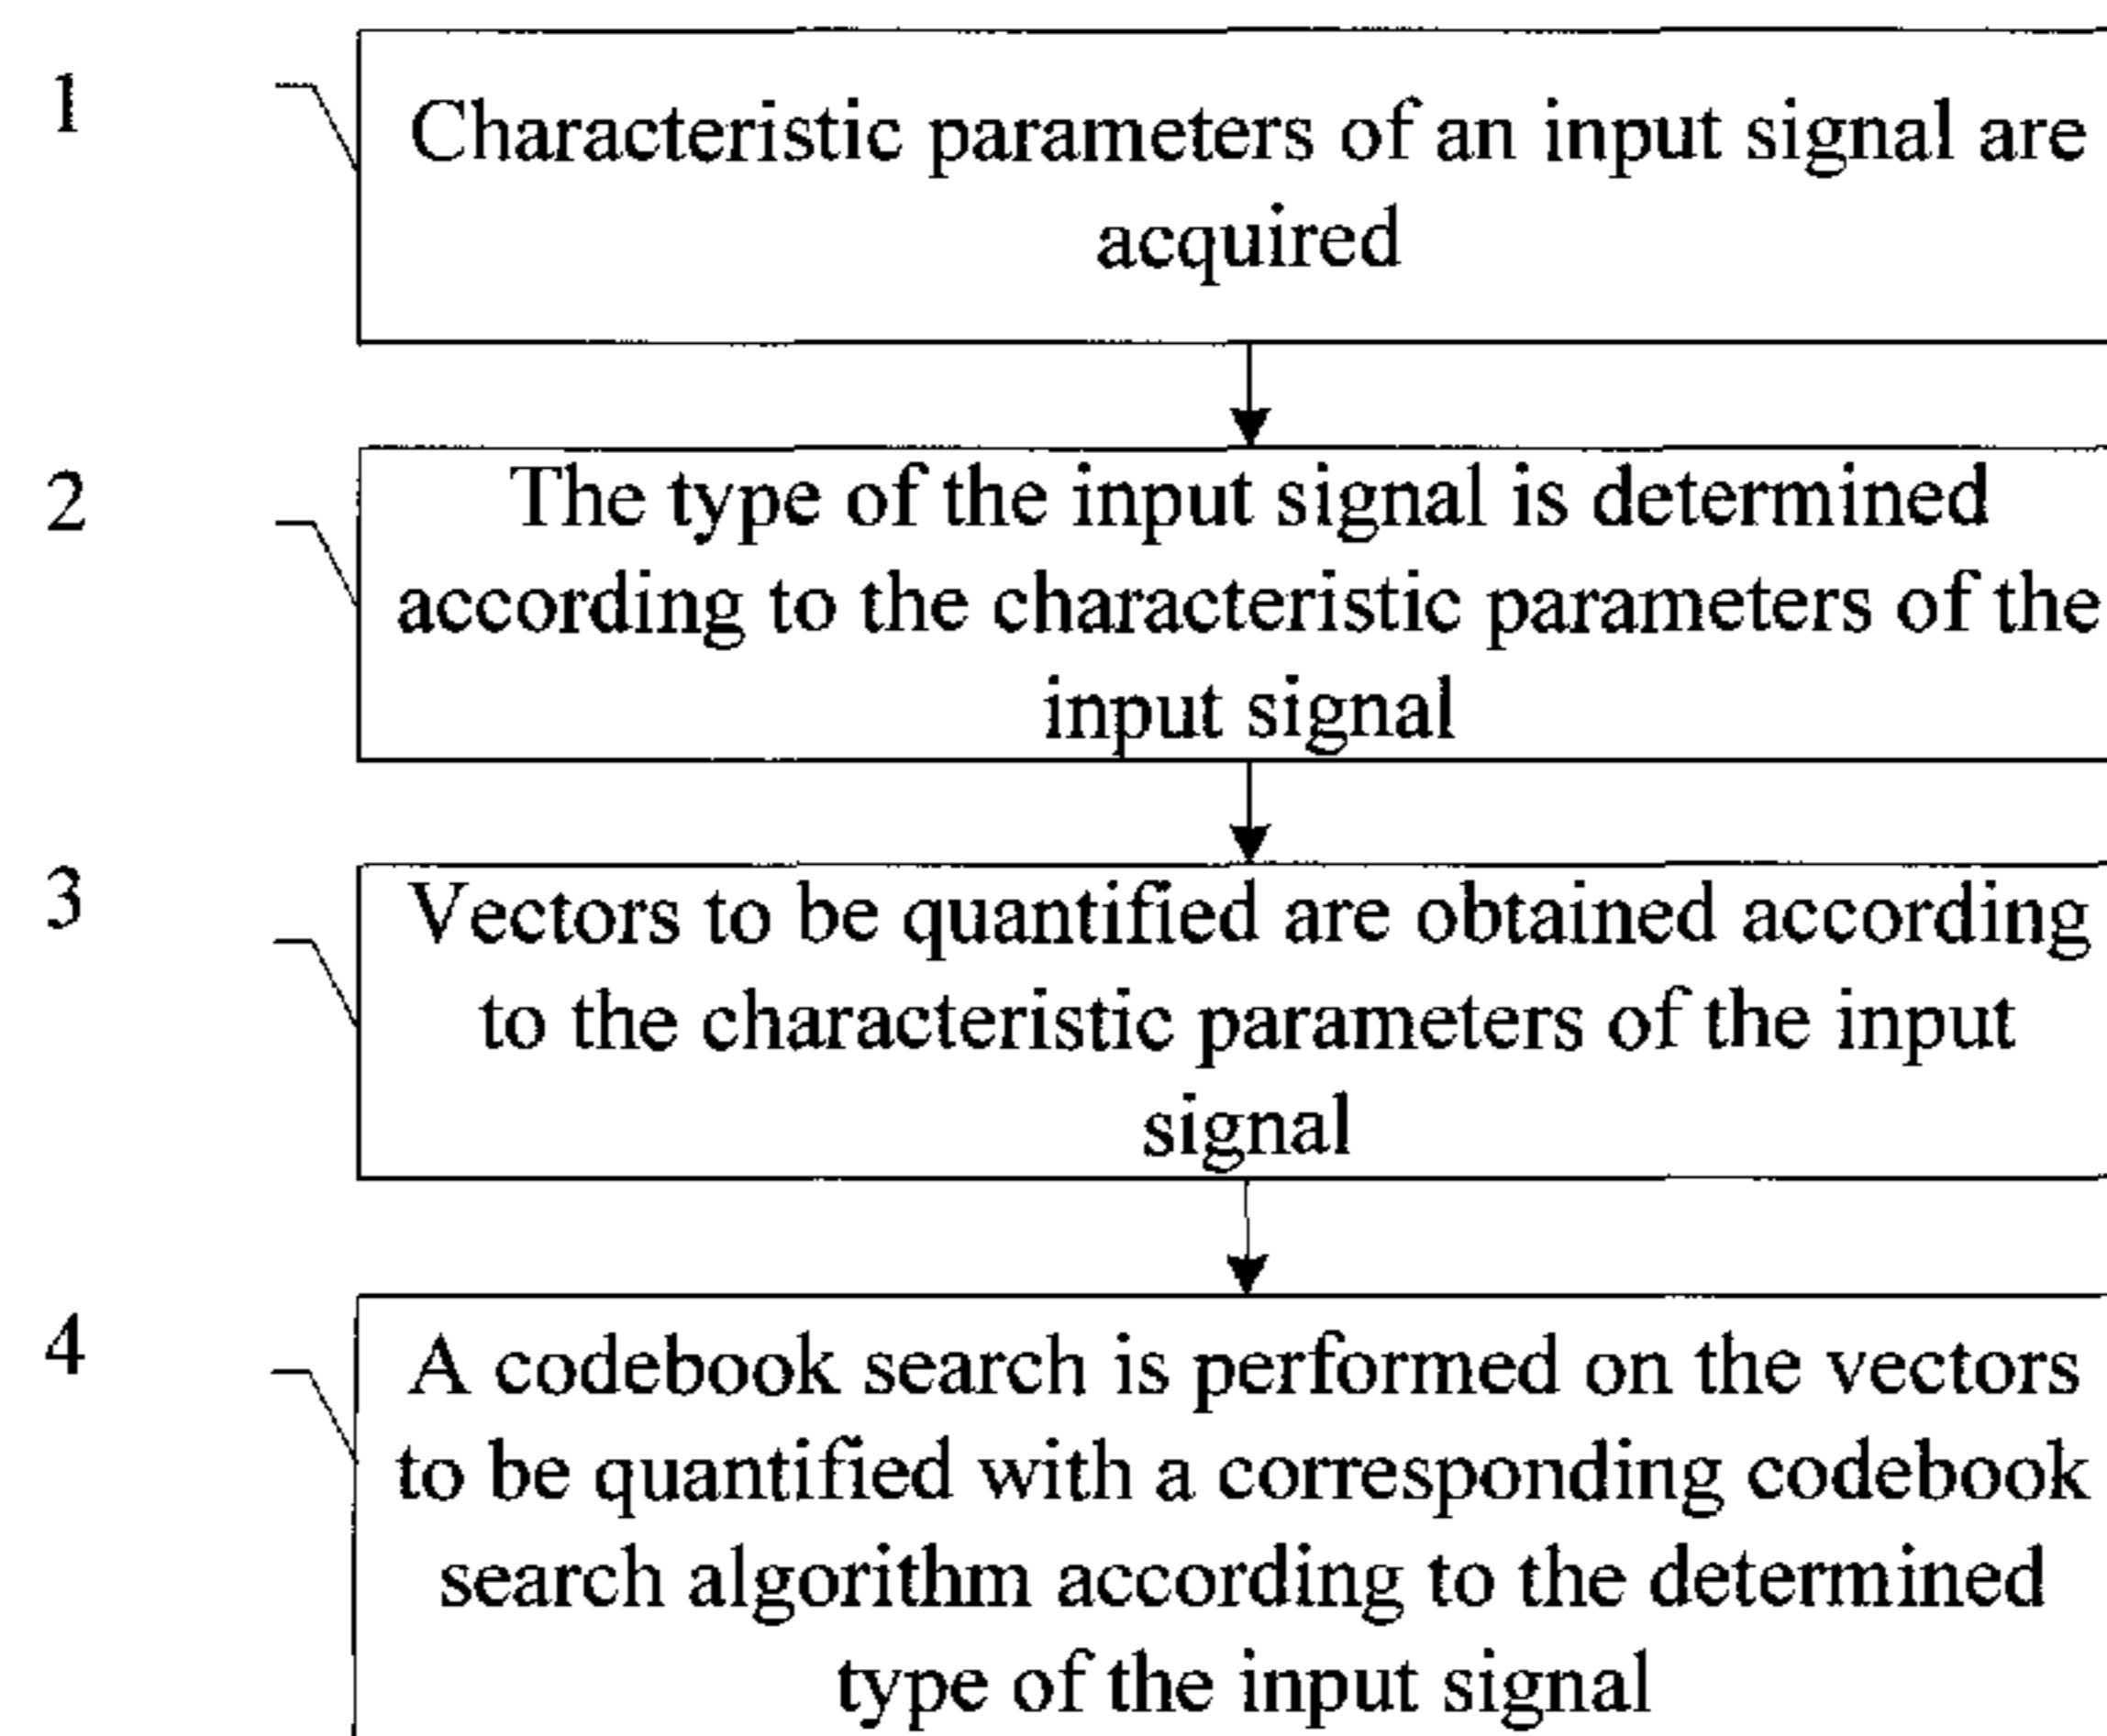 1
Characteristic parameters of an input signal are
acquired
2
The type of the input signal is determined
according to the characteristic parameters of the
input signal
3
Vectors to be quantified are obtained according
to the characteristic parameters of the input
signal
4
A codebook search is performed on the vectors
to be quantified with a corresponding codebook
search algorithm according to the determined
type of the input signal